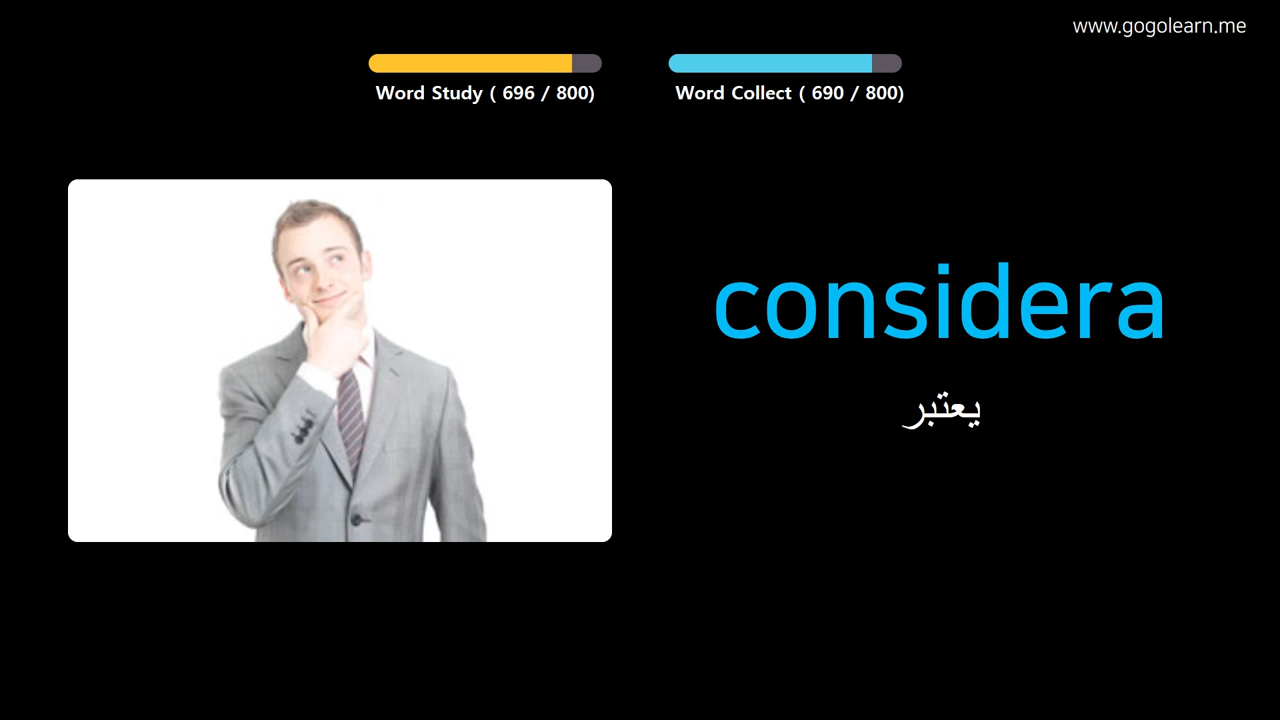 www.gogolearn.me
Word Study ( 696 / 800)
Word Collect ( 690 / 800)
considera
يعتبر